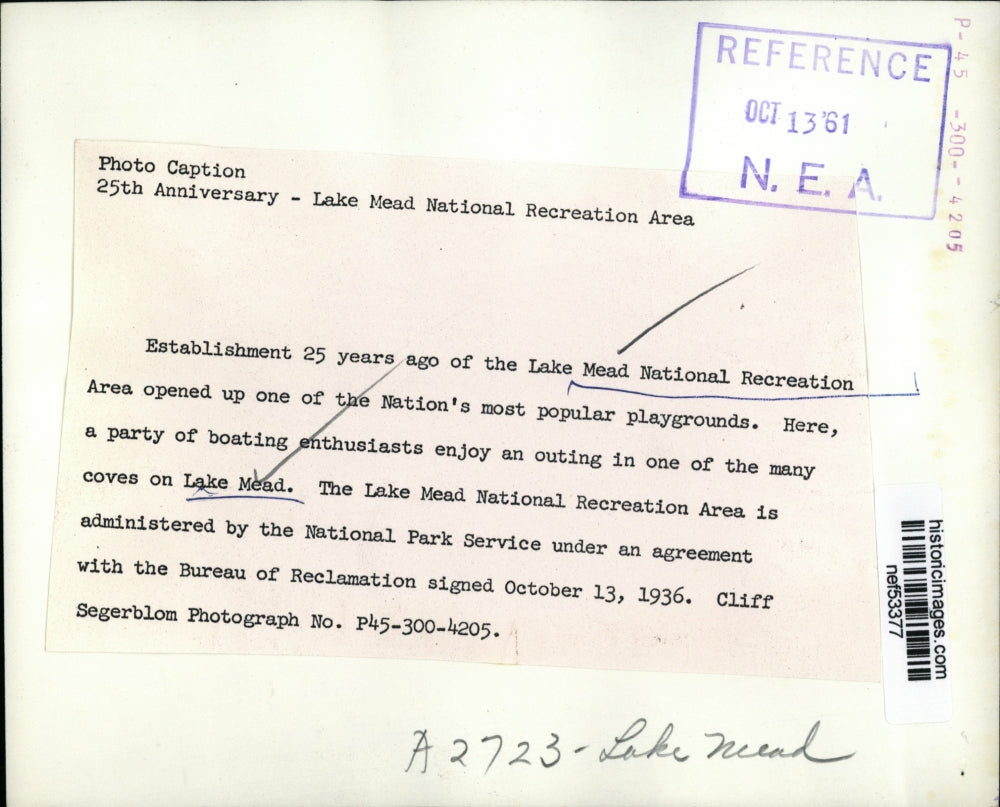 REFERENCE
OCT 13 '61
N. E. A.
P-45 -300--4205
Photo Caption
25th Anniversary - Lake Mead National Recreation Area
Establishment 25 years ago of the Lake Mead National Recreation
Area opened up one of the Nation's most popular playgrounds. Here,
a party of boating enthusiasts enjoy an outing in one of the many
coves on Lake Mead. The Lake Mead National Recreation Area is
administered by the National Park Service under an agreement
with the Bureau of Reclamation signed October 13, 1936. Cliff
Segerblom Photograph No. P45-300-4205.
historicimages.com
nef53377
A2723-Lake Mead